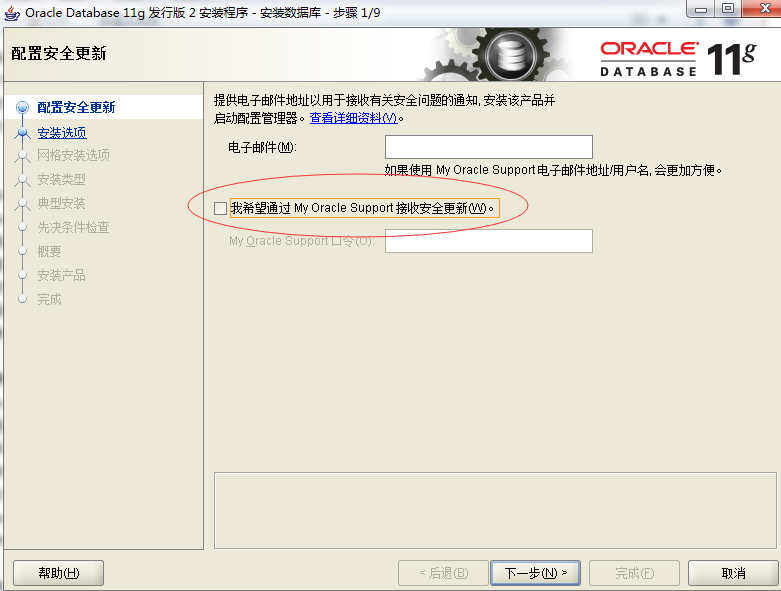 Oracle Database 11g 发行版 2 安装程序 - 安装数据库 - 步骤 1/9
配置安全更新
ORACLE
DATABASE
11g
配置安全更新
安装选项
网格安装选项
安装类型
典型安装
先决条件检查
概要
安装产品
完成
提供电子邮件地址以用于接收有关安全问题的通知, 安装该产品并
启动配置管理器。查看详细资料(V)。
电子邮件(M):
如果使用 My Oracle Support 电子邮件地址/用户名, 会更加方便。
我希望通过 My Oracle Support 接收安全更新(W)。
My Oracle Support 口令(O):
帮助(H)
< 后退(B)
下一步(N) >
完成(F)
取消